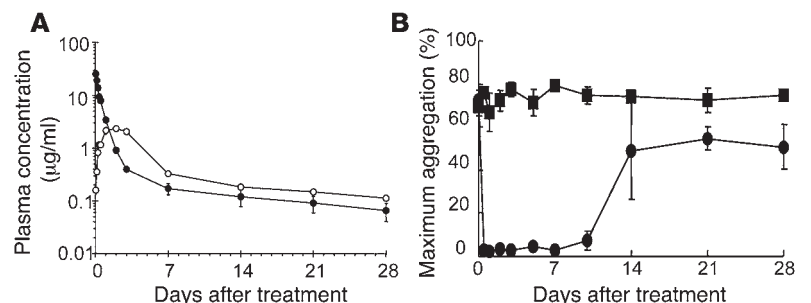 A
Plasma concentration
(µg/ml)
100
10
1
0.1
0.01
0 7 14 21 28
Days after treatment
B
Maximum aggregation (%)
100
80
60
40
20
0
0 7 14 21 28
Days after treatment